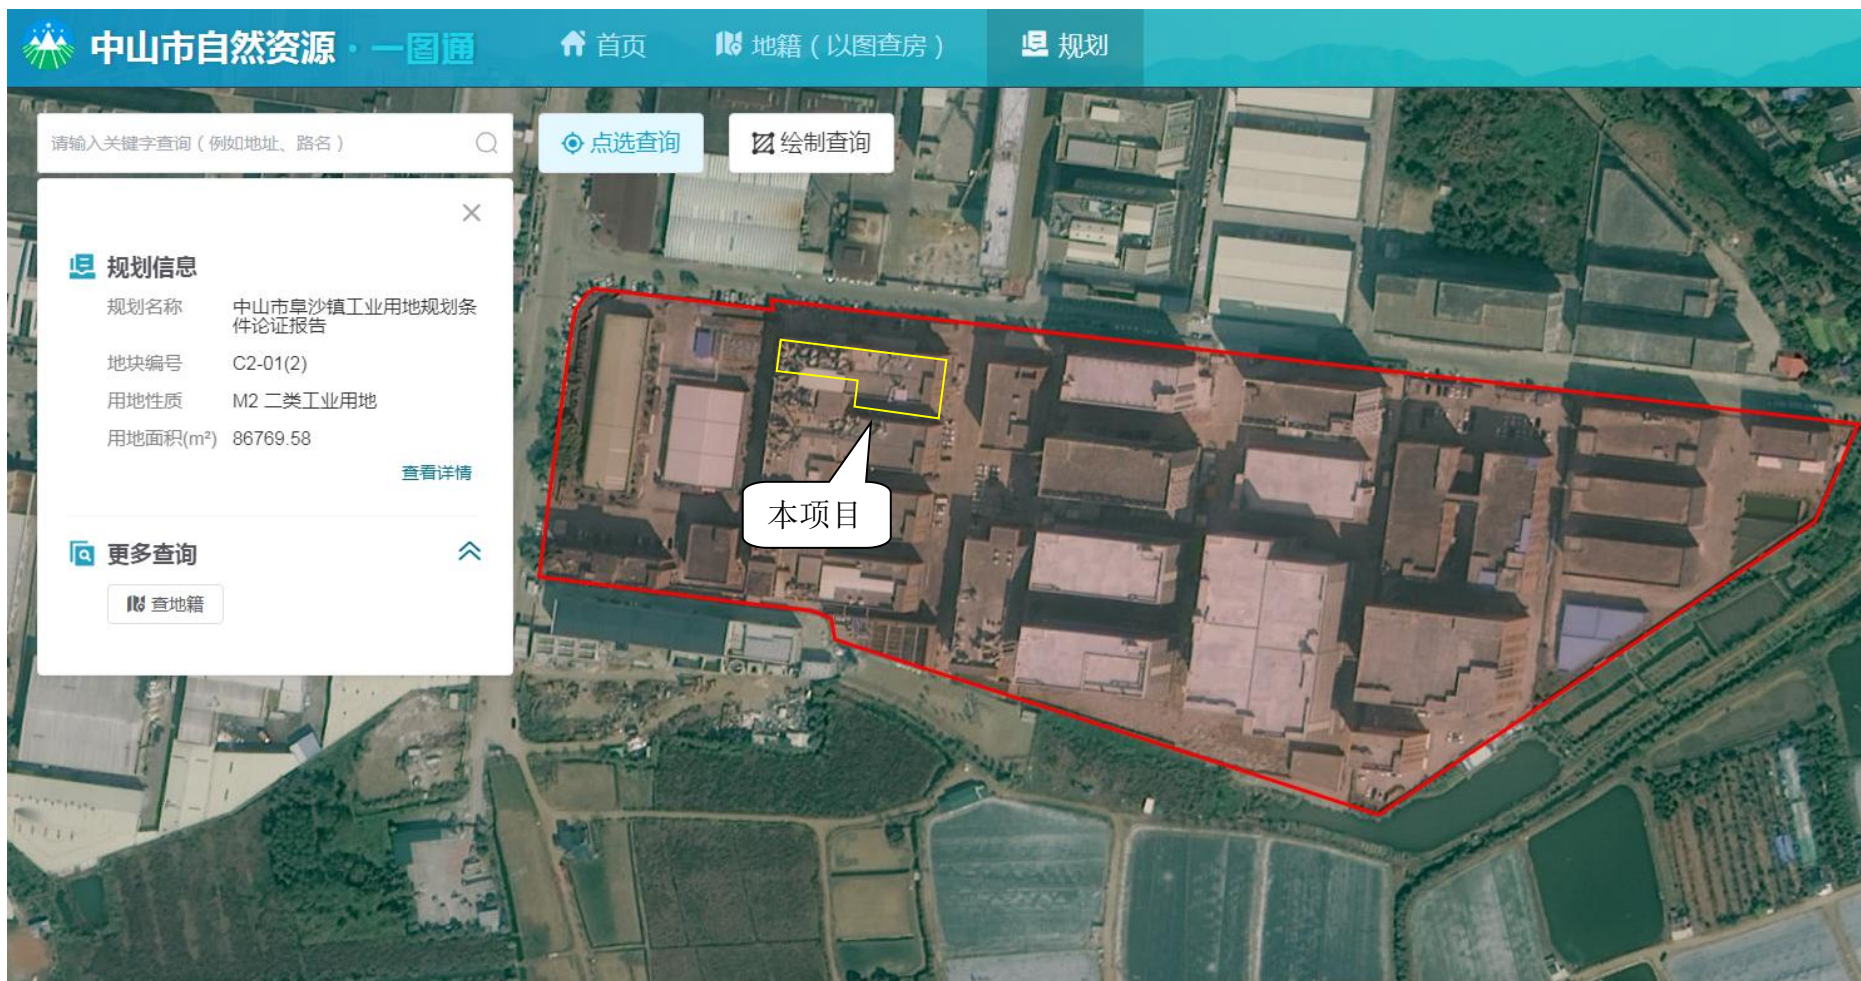 中山市自然资源·一图通
首页
地籍（以图查房）
规划
请输入关键字查询（例如地址、路名）
点选查询
绘制查询
规划信息
规划名称 中山市阜沙镇工业用地规划条
件论证报告
地块编号 C2-01(2)
用地性质 M2 二类工业用地
用地面积(m²) 86769.58
查看详情
更多查询
查地籍
本项目